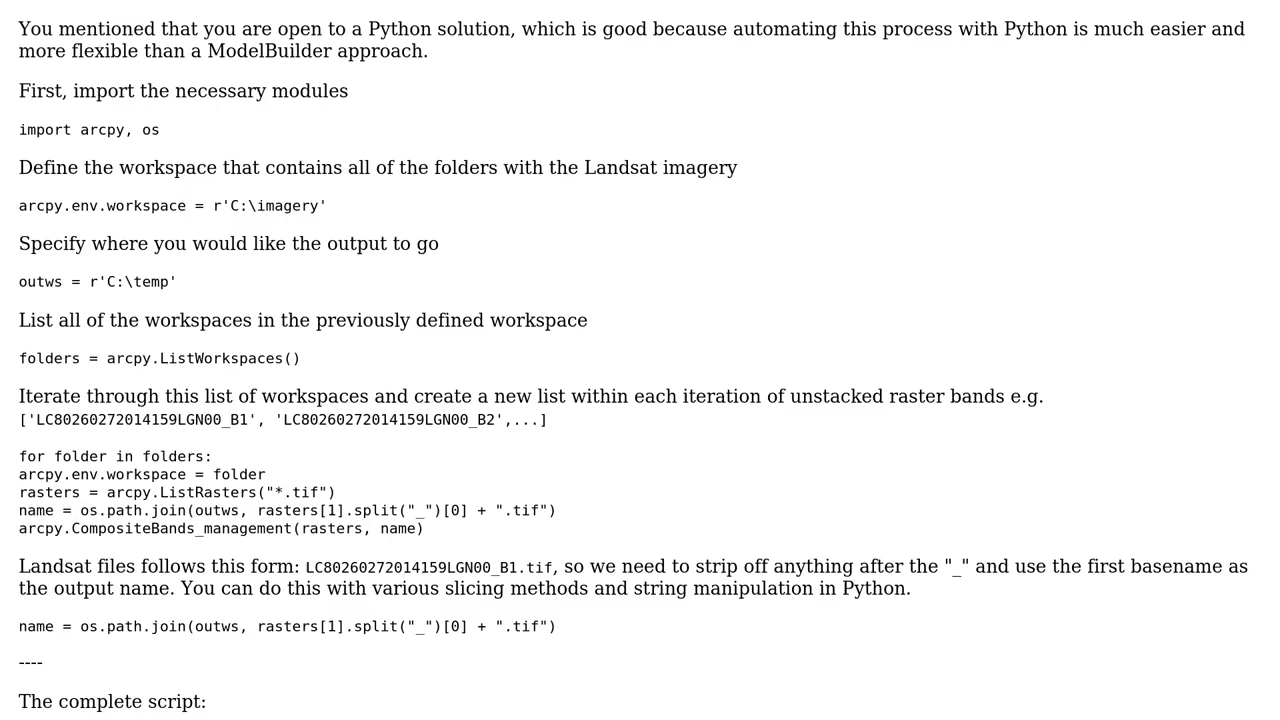 You mentioned that you are open to a Python solution, which is good because automating this process with Python is much easier and
more flexible than a ModelBuilder approach.
First, import the necessary modules
import arcpy, os
Define the workspace that contains all of the folders with the Landsat imagery
arcpy.env.workspace = r'C:\imagery'
Specify where you would like the output to go
outws = r'C:\temp'
List all of the workspaces in the previously defined workspace
folders = arcpy.ListWorkspaces()
Iterate through this list of workspaces and create a new list within each iteration of unstacked raster bands e.g.
['LC80260272014159LGN00_B1', 'LC80260272014159LGN00_B2',...]
for folder in folders:
arcpy.env.workspace = folder
rasters = arcpy.ListRasters("*.tif")
name = os.path.join(outws, rasters[1].split("_")[0] + ".tif")
arcpy.CompositeBands_management(rasters, name)
Landsat files follows this form: LC80260272014159LGN00_B1.tif, so we need to strip off anything after the "_" and use the first basename as
the output name. You can do this with various slicing methods and string manipulation in Python.
name = os.path.join(outws, rasters[1].split("_")[0] + ".tif")
----
The complete script: